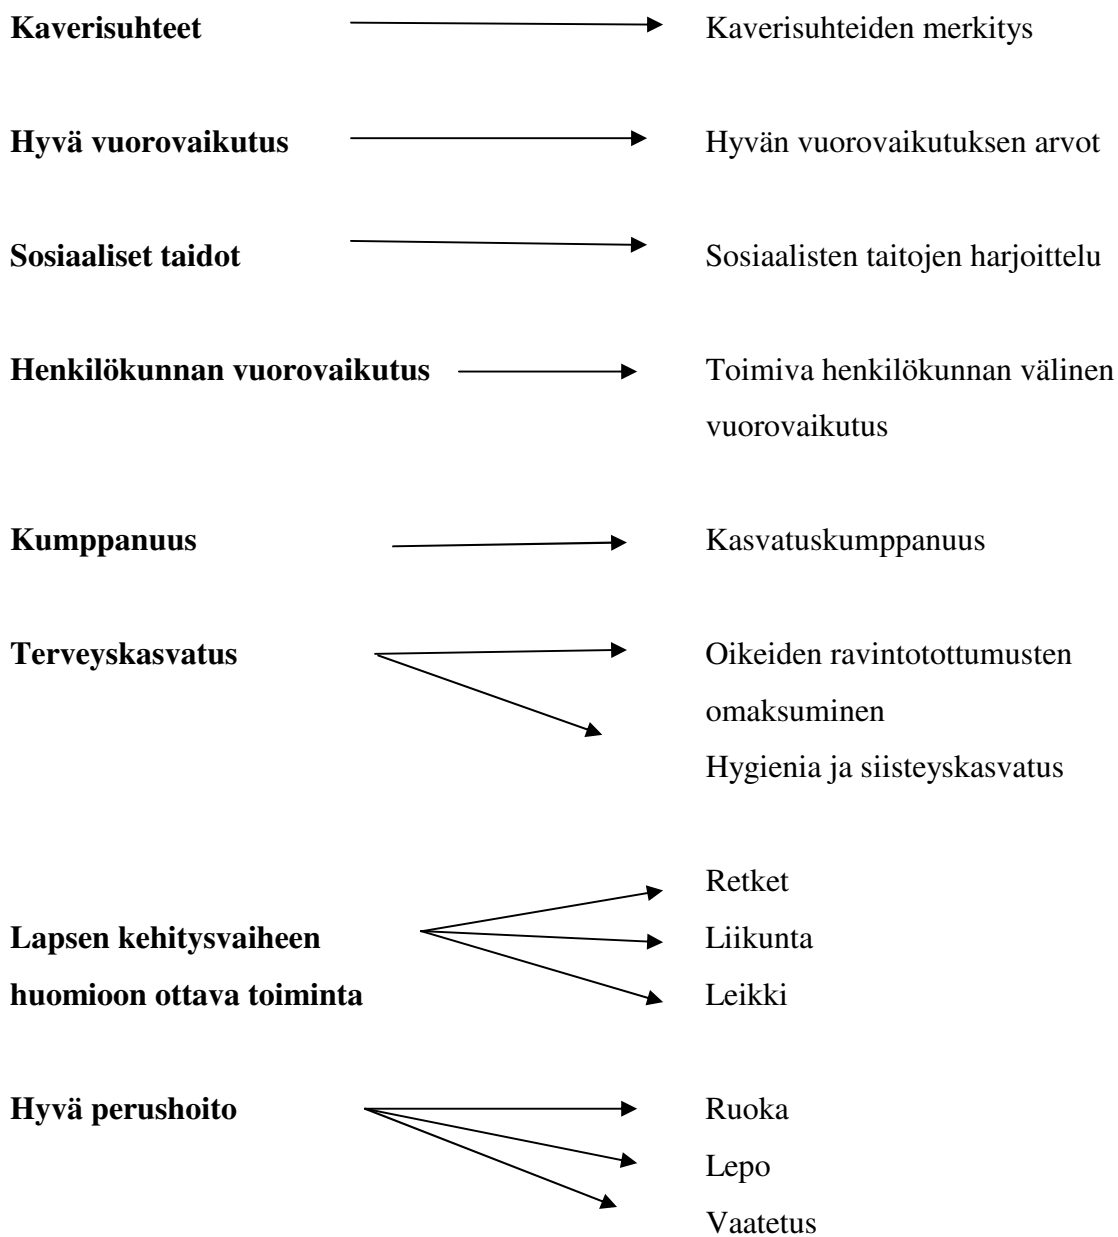 Kaverisuhteet Kaverisuhteiden merkitys
Hyvä vuorovaikutus Hyvän vuorovaikutuksen arvot
Sosiaaliset taidot Sosiaalisten taitojen harjoittelu
Henkilökunnan vuorovaikutus Toimiva henkilökunnan välinen
vuorovaikutus
Kumppanuus Kasvatuskumppanuus
Terveyskasvatus Oikeiden ravintotottumusten
omaksuminen
Hygienia ja siisteyskasvatus
Retket
Lapsen kehitysvaiheen Liikunta
huomioon ottava toiminta Leikki
Hyvä perushoito Ruoka
Lepo
Vaatetus